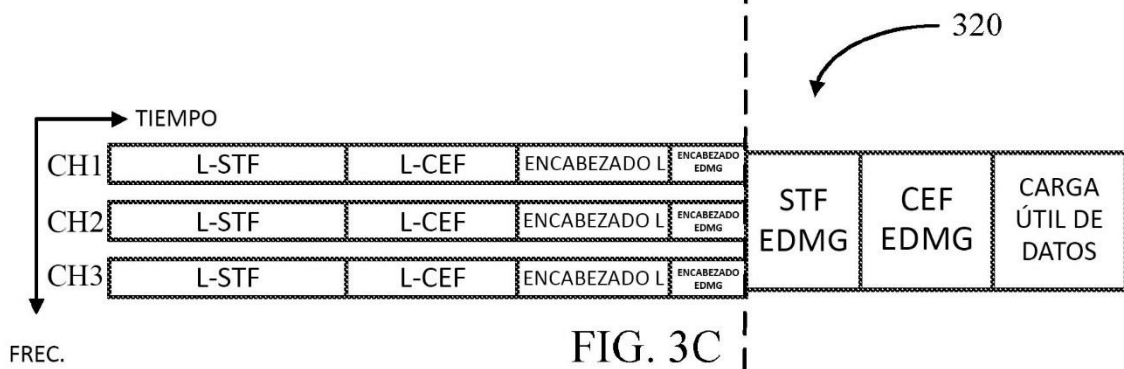 320
TIEMPO
CH1 L-STF L-CEF ENCABEZADO L ENCABEZADO EDMG
CH2 L-STF L-CEF ENCABEZADO L ENCABEZADO EDMG
CH3 L-STF L-CEF ENCABEZADO L ENCABEZADO EDMG
STF
EDMG
CEF
EDMG
CARGA
ÚTIL DE
DATOS
FREC.
FIG. 3C